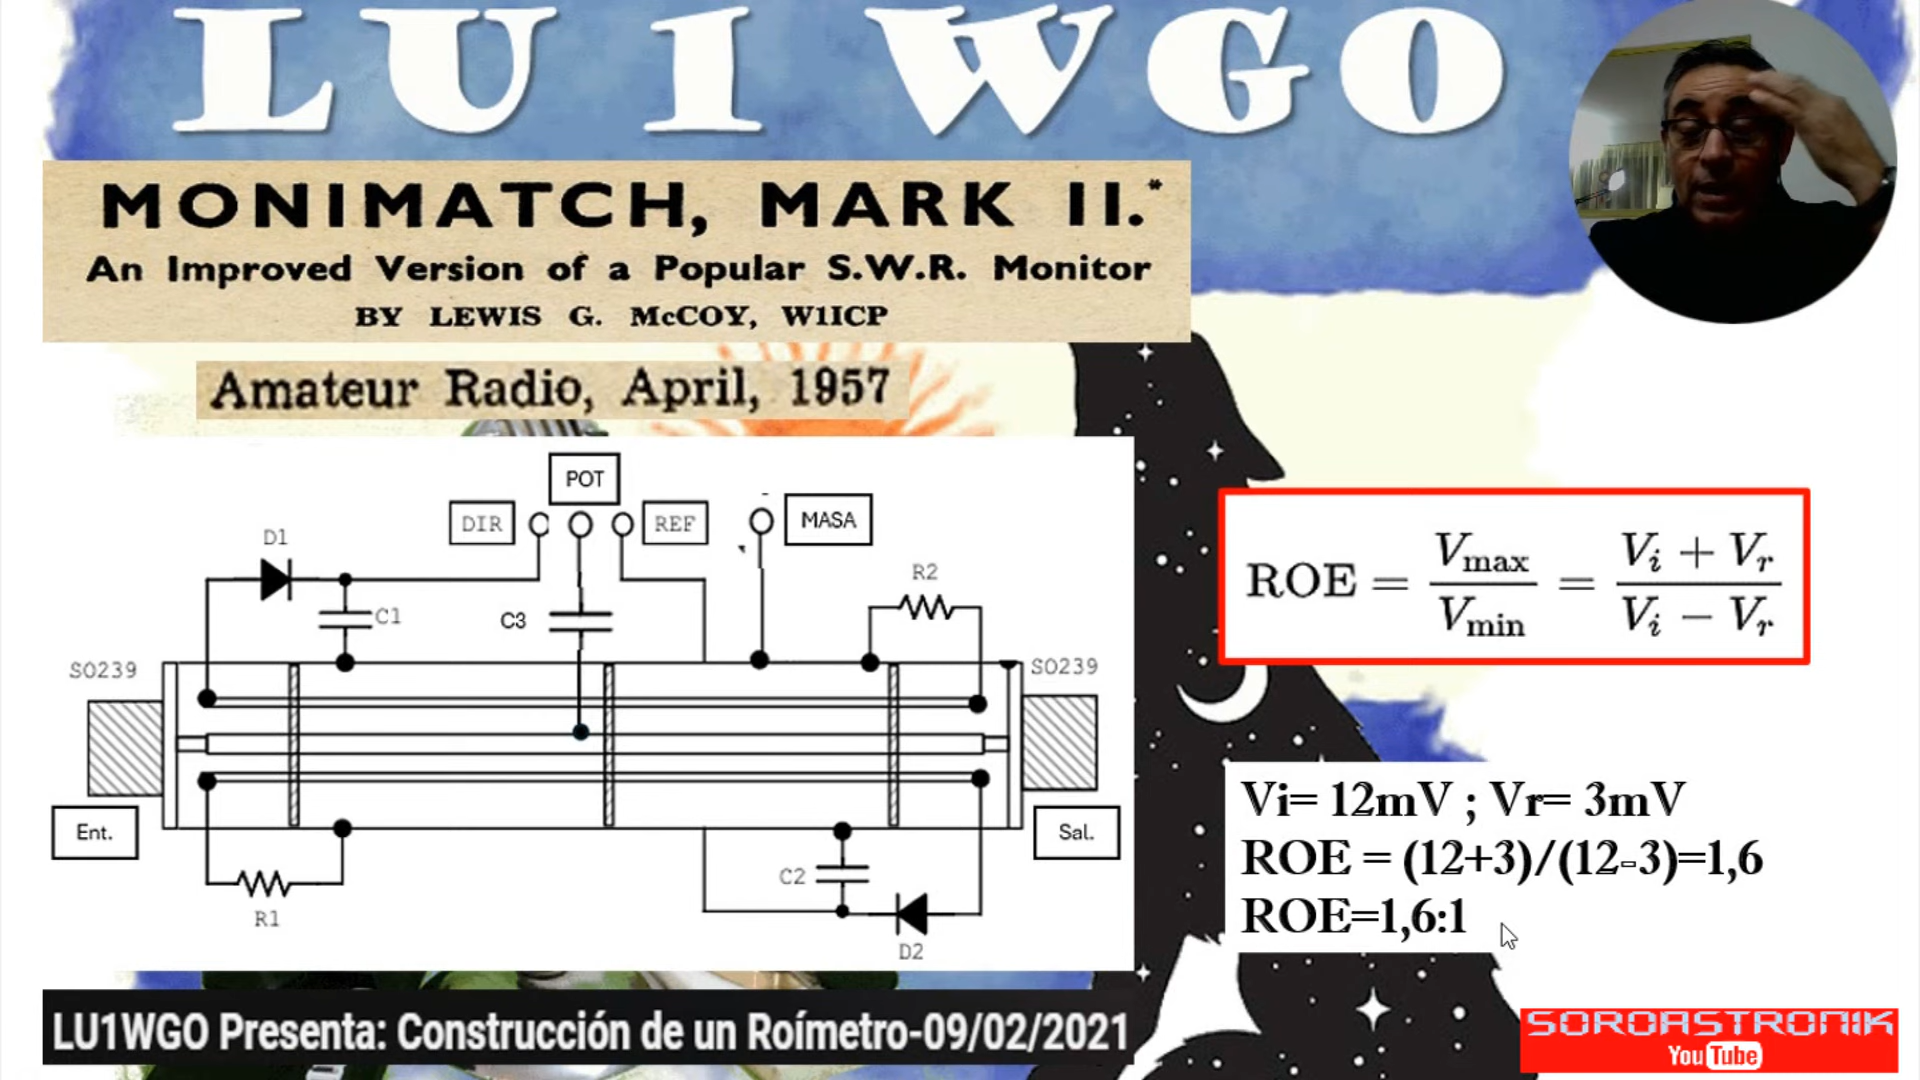 LU 1 WGO
MONIMATCH, MARK II.*
An Improved Version of a Popular S.W.R. Monitor
BY LEWIS G. McCOY, W1ICP
Amateur Radio, April, 1957
POT
DIR
REF
MASA
D1
R2
C1
C3
SO239
SO239
Ent.
Sal.
C2
R1
D2
ROE = Vmax / Vmin = Vi + Vr / Vi − Vr
Vi= 12mV ; Vr= 3mV
ROE = (12+3)/(12-3)=1,6
ROE=1,6:1
LU1WGO Presenta: Construcción de un Roímetro-09/02/2021
SOROASTRONIK
YouTube